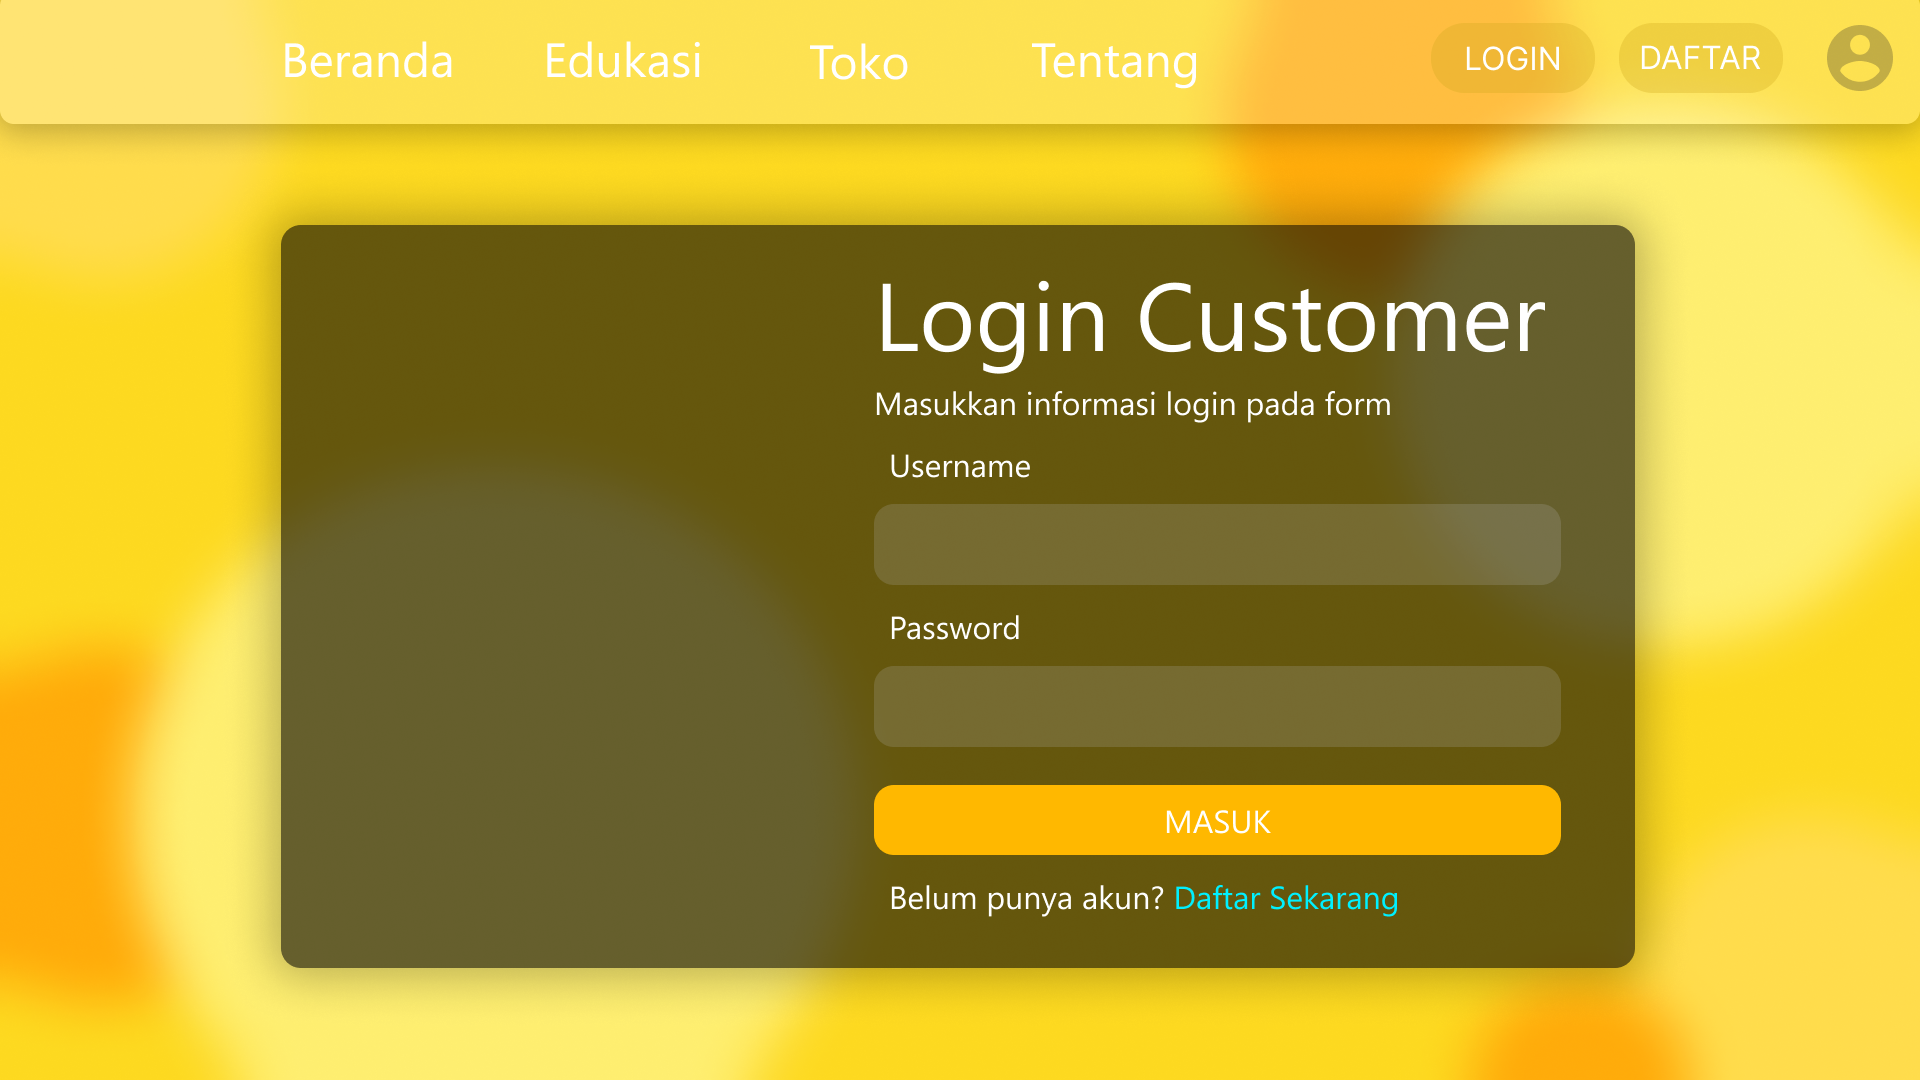 Beranda Edukasi Toko Tentang LOGIN DAFTAR
Login Customer
Masukkan informasi login pada form
Username
Password
MASUK
Belum punya akun? Daftar Sekarang